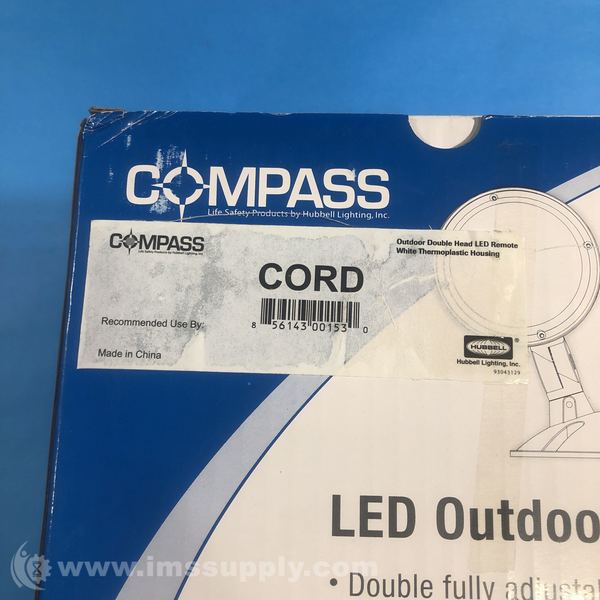 COMPASS
Life Safety Products by Hubbell Lighting, Inc.
COMPASS
Life Safety Products by Hubbell Lighting, Inc.
Outdoor Double Head LED Remote
White Thermoplastic Housing
CORD
8 56143 00153 0
Recommended Use By:
Made in China
HUBBELL
Hubbell Lighting, Inc.
93043129
LED Outdoo
• Double fully adjusta
www.imssupply.com